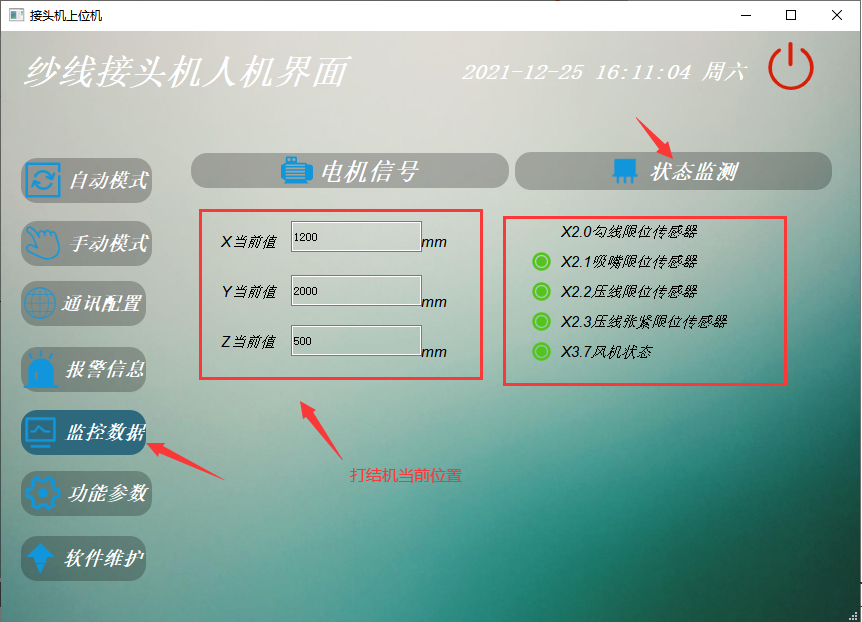 接头机上位机
纱线接头机人机界面
2021-12-25 16:11:04 周六
自动模式
手动模式
通讯配置
报警信息
监控数据
功能参数
软件维护
电机信号
X当前值 1200 mm
Y当前值 2000 mm
Z当前值 500 mm
打结机当前位置
状态监测
X2.0勾线限位传感器
X2.1吸嘴限位传感器
X2.2压线限位传感器
X2.3压线张紧限位传感器
X3.7风机状态